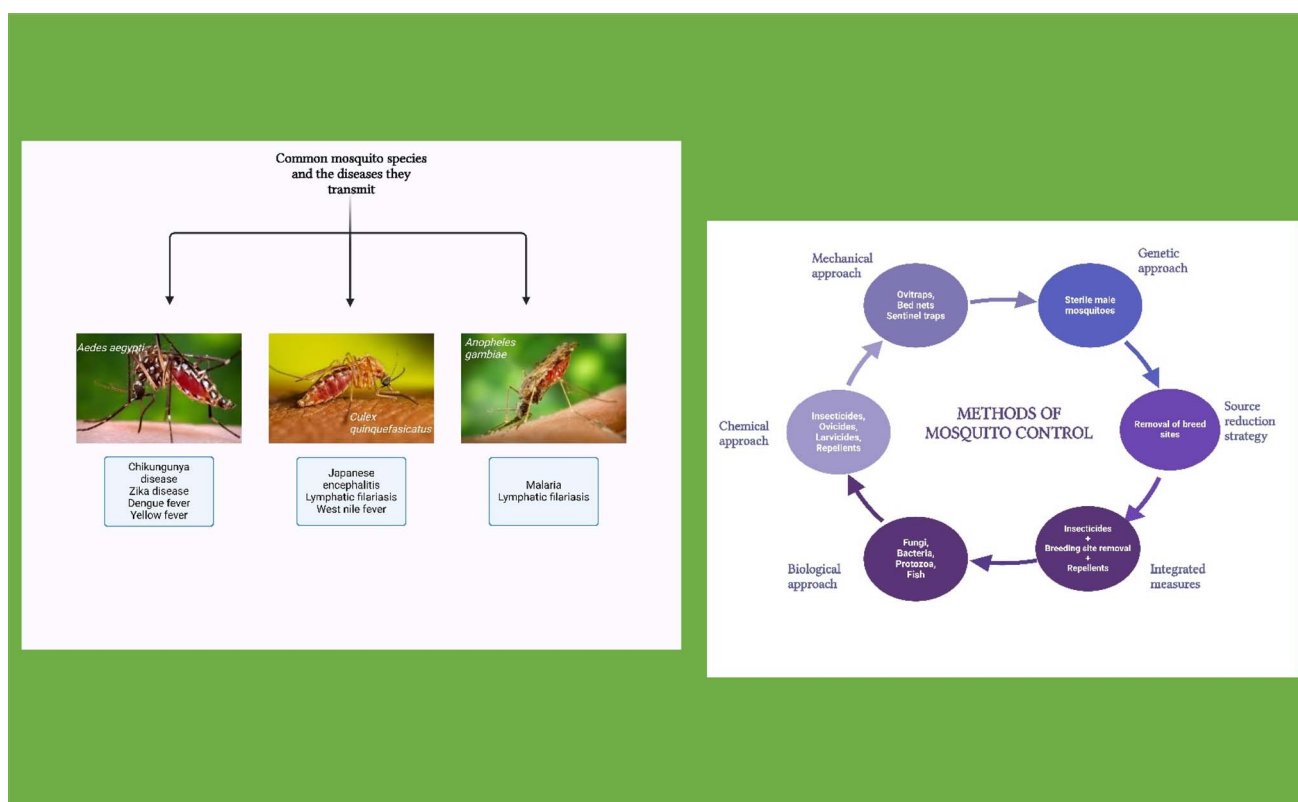 Common mosquito species
and the diseases they
transmit
Aedes aegypti
Culex
quinquefasicatus
Anopheles
gambiae
Chikungunya
disease
Zika disease
Dengue fever
Yellow fever
Japanese
encephalitis
Lymphatic filariasis
West nile fever
Malaria
Lymphatic filariasis
METHODS OF
MOSQUITO CONTROL
Mechanical
approach
Ovitraps,
Bed nets
Sentinel traps
Genetic
approach
Sterile male
mosquitoes
Source
reduction
strategy
Removal of breed
sites
Integrated
measures
Insecticides
+
Breeding site removal
+
Repellents
Biological
approach
Fungi,
Bacteria,
Protozoa,
Fish
Chemical
approach
Insecticides,
Ovicidas,
Larvicides,
Repellents